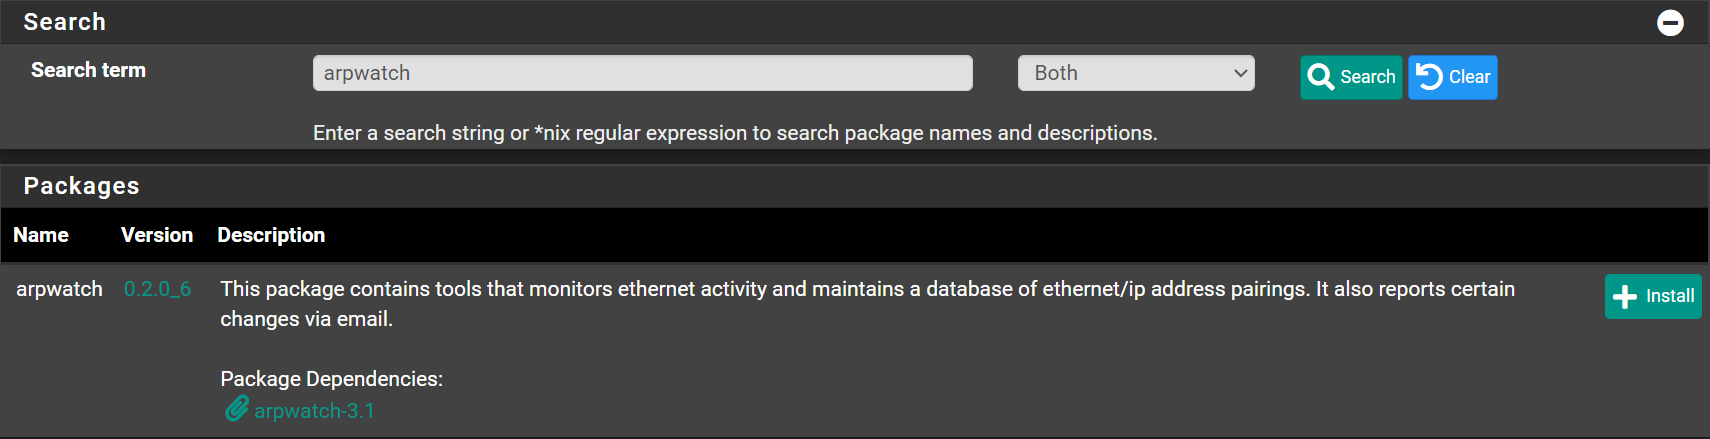 Search
Search term
arpwatch
Both
Search
Clear
Enter a search string or *nix regular expression to search package names and descriptions.
Packages
Name Version Description
arpwatch 0.2.0_6 This package contains tools that monitors ethernet activity and maintains a database of ethernet/ip address pairings. It also reports certain
changes via email.
Install
Package Dependencies:
arpwatch-3.1